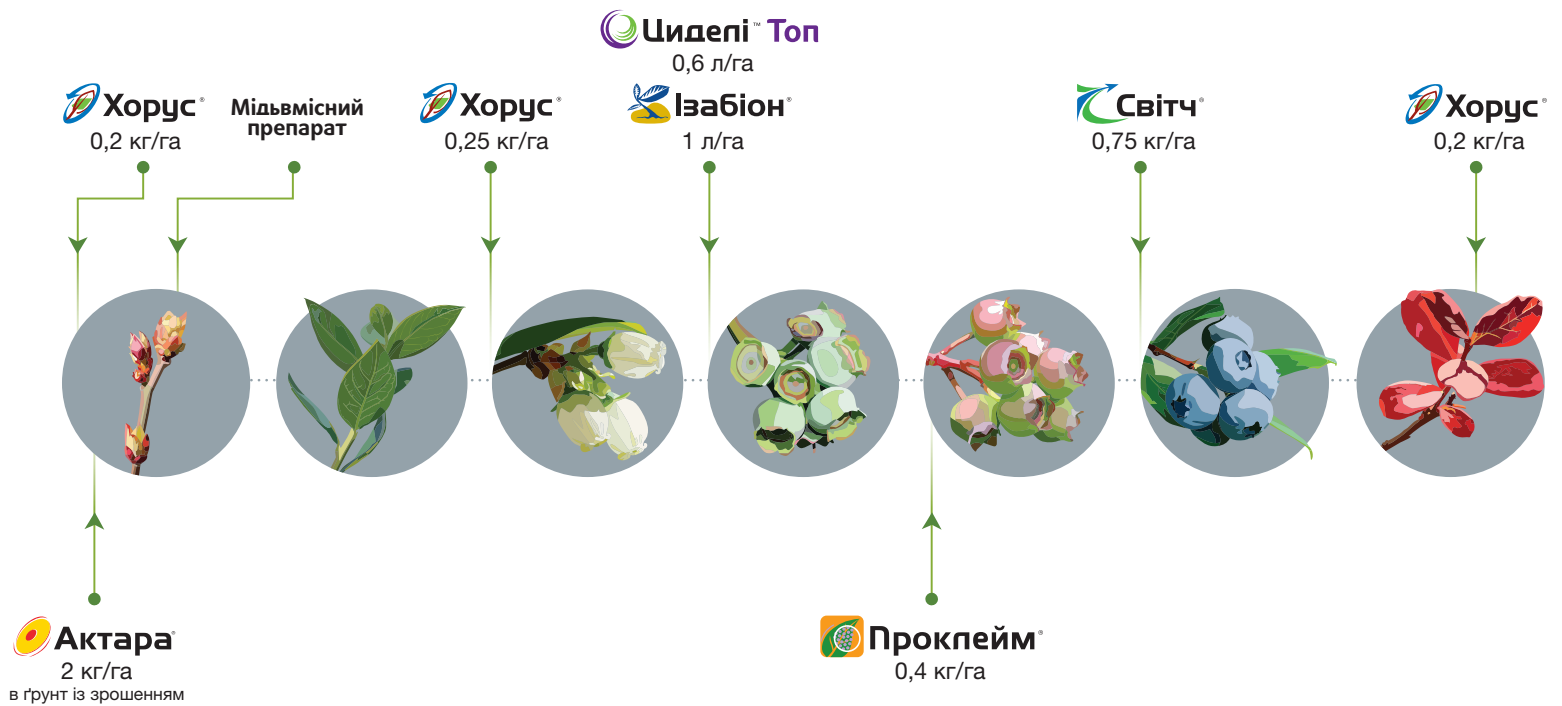 Циделі™ Топ
0,6 л/га
Хорус®
0,2 кг/га
Мідьвмісний
препарат
Хорус®
0,25 кг/га
Ізабіон®
1 л/га
Світч®
0,75 кг/га
Хорус®
0,2 кг/га
Актара®
2 кг/га
в ґрунт із зрошенням
Проклейм®
0,4 кг/га